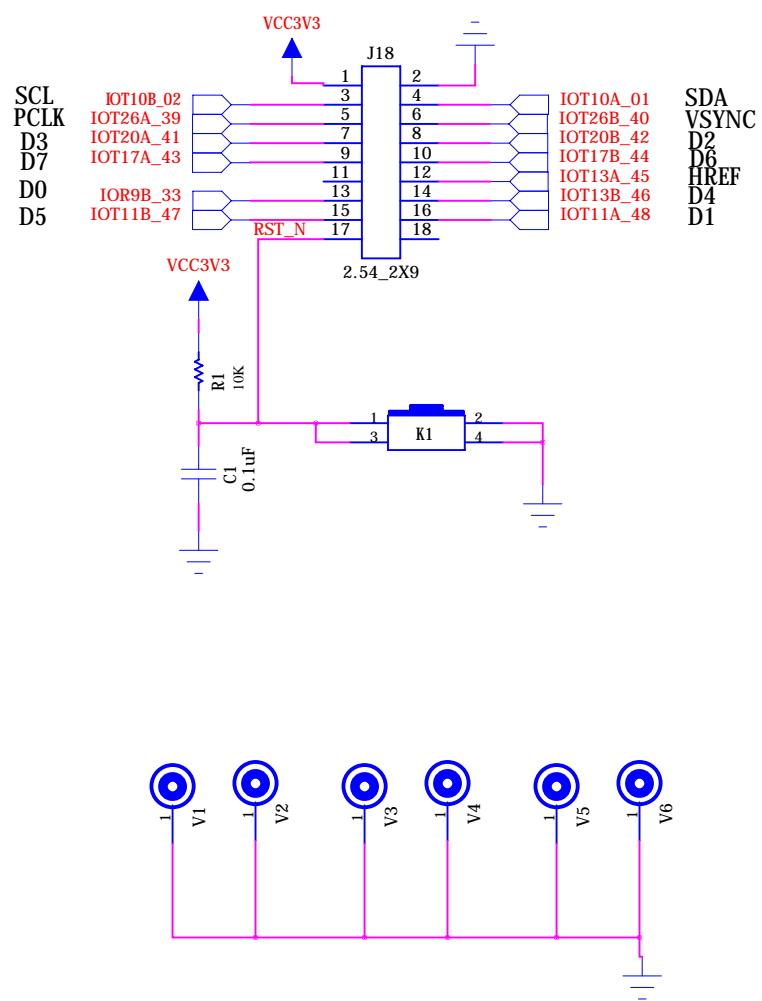 VCC3V3
J18
1 2
SCL IOT10B_02 3 4 IOT10A_01 SDA
PCLK IOT26A_39 5 6 IOT26B_40 VSYNC
D3 IOT20A_41 7 8 IOT20B_42 D2
D7 IOT17A_43 9 10 IOT17B_44 D6
11 12 IOT13A_45 HREF
D0 IOR9B_33 13 14 IOT13B_46 D4
D5 IOT11B_47 15 16 IOT11A_48 D1
RST_N 17 18
2.54_2X9
VCC3V3
R1
10K
1 2
3 K1 4
C1
0.1uF
1 V1
1 V2
1 V3
1 V4
1 V5
1 V6